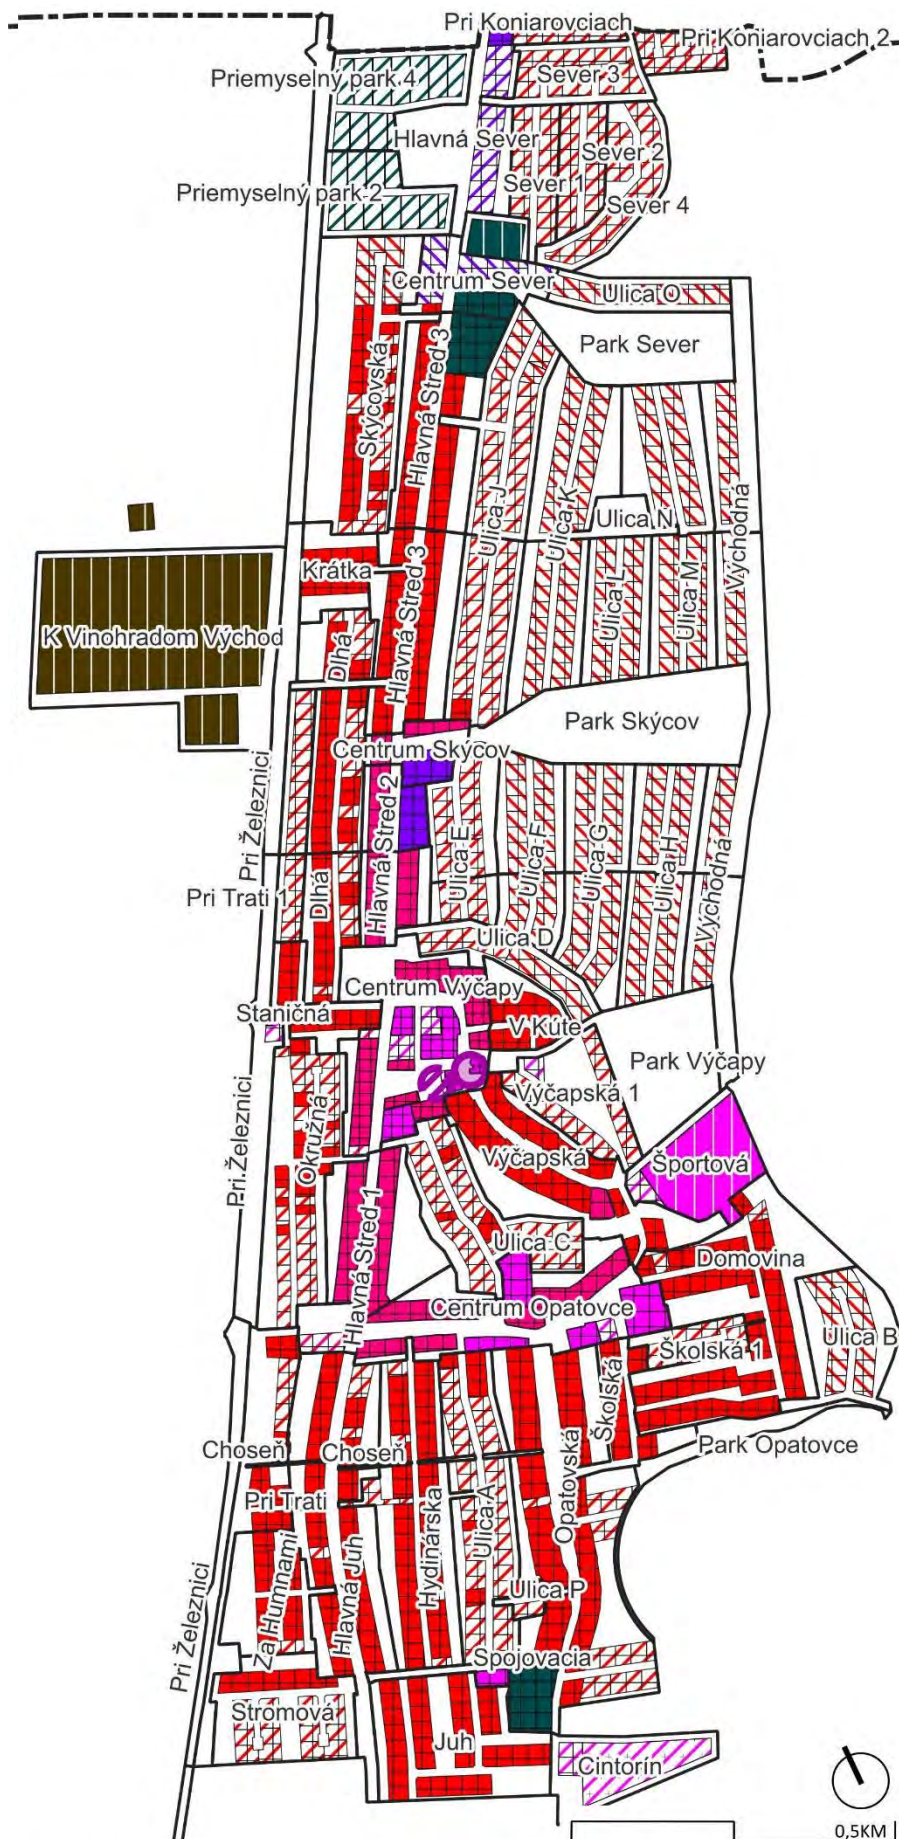 Pri Koniarovciach
Pri Koniarovciach 2
Priemyselný park 4
Sever 3
Hlavná Sever
Sever 2
Sever 1
Priemyselný park 2
Sever 4
Centrum Sever
Ulica O
Park Sever
Skýcovská
Hlavná Stred 3
Ulica J
Ulica K
Ulica N
Východná
Krátka
Hlavná Stred 3
Ulica L
Ulica M
K Vinohradom Východ
Dlhá
Park Skýcov
Centrum Skýcov
Pri Železnici
Hlavná Stred 2
Ulica E
Ulica F
Ulica G
Ulica H
Východná
Pri Trati 1
Dlhá
Ulica D
Centrum Výčapy
Staničná
V Kúte
Park Výčapy
Výčapská 1
Okružná
Pri Železnici
Výčapská
Športová
Hlavná Stred 1
Ulica C
Domovina
Centrum Opatovce
Ulica B
Školská 1
Školská
Choseň
Choseň
Park Opatovce
Pri Trati
Opatovská
Ulica A
Hydinárska
Za Humnami
Hlavná Juh
Ulica P
Pri Železnici
Spojovacia
Stromová
Juh
Cintorín
0,5KM